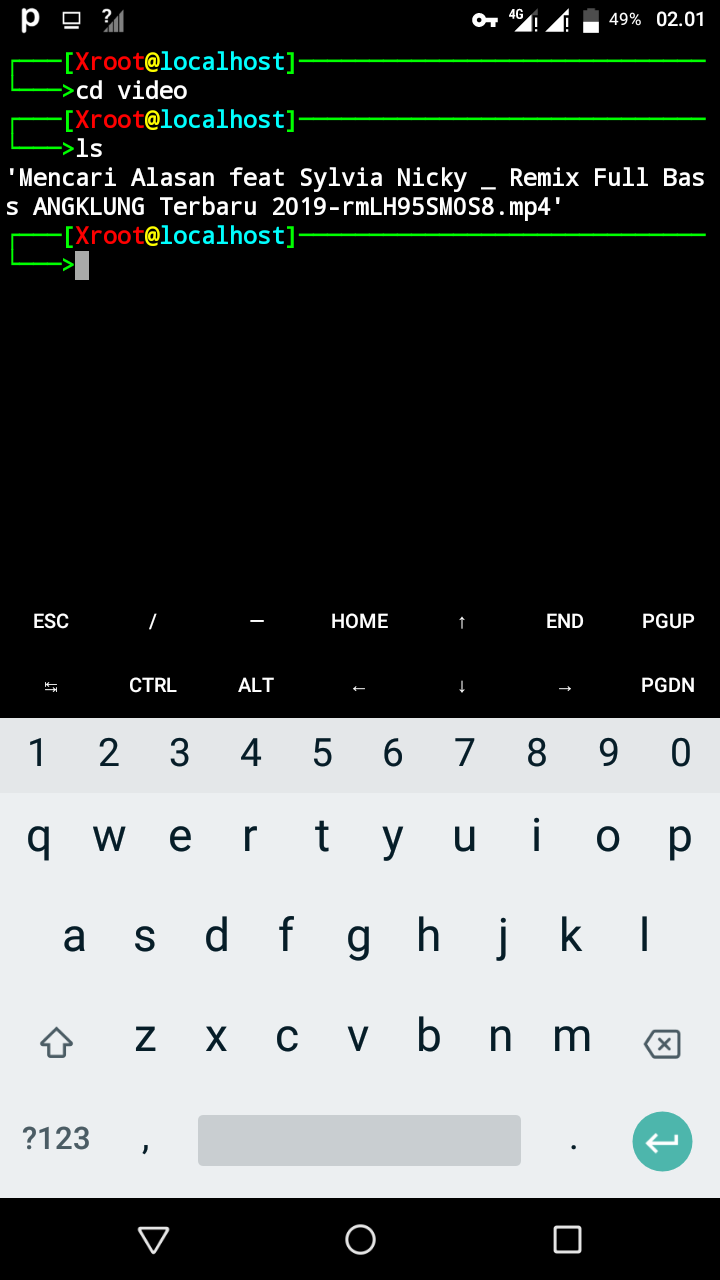 49% 02.01
4G
[Xroot@localhost]
>cd video
[Xroot@localhost]
>ls
'Mencari Alasan feat Sylvia Nicky _ Remix Full Bas
s ANGKLUNG Terbaru 2019-rmLH95SMOS8.mp4'
[Xroot@localhost]
>
ESC / — HOME ↑ END PGUP
↹ CTRL ALT ← ↓ → PGDN
1 2 3 4 5 6 7 8 9 0
q w e r t y u i o p
a s d f g h j k l
z x c v b n m
?123 , .